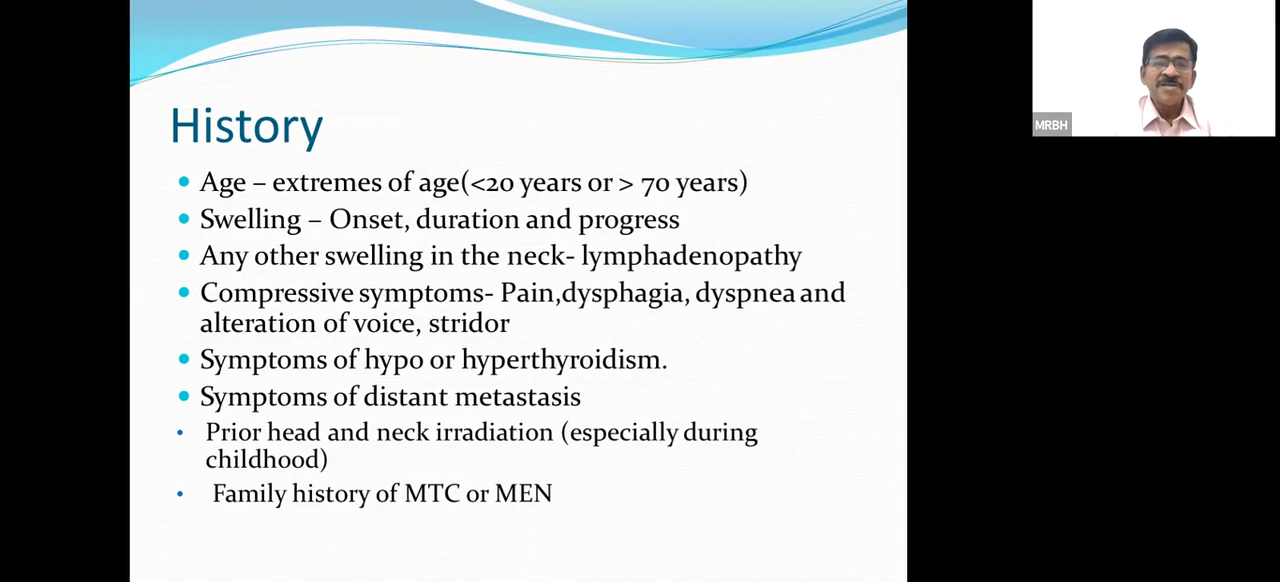 History
Age – extremes of age(<20 years or > 70 years)
Swelling – Onset, duration and progress
Any other swelling in the neck- lymphadenopathy
Compressive symptoms- Pain,dysphagia, dyspnea and
alteration of voice, stridor
Symptoms of hypo or hyperthyroidism.
Symptoms of distant metastasis
Prior head and neck irradiation (especially during
childhood)
Family history of MTC or MEN
MRBH